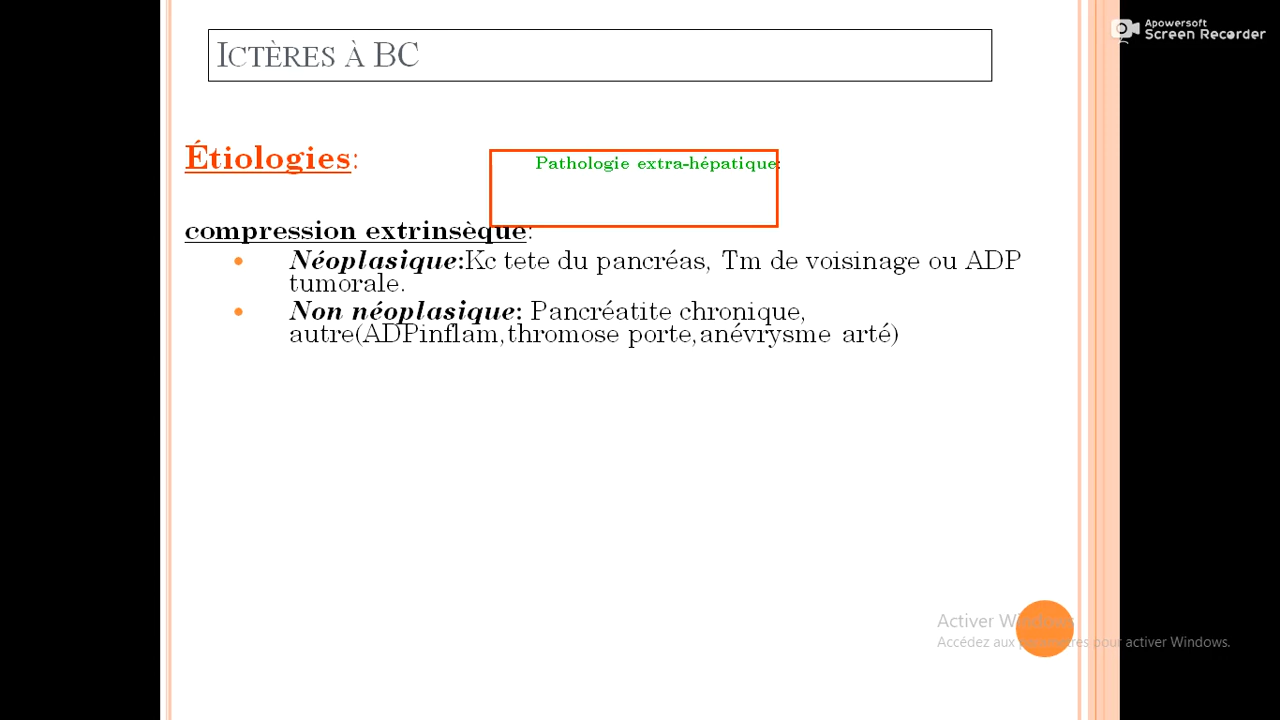 Apowersoft
Screen Recorder
Ictères à BC
Étiologies:
Pathologie extra-hépatique:
compression extrinsèque:
• Néoplasique:Kc tete du pancréas, Tm de voisinage ou ADP
tumorale.
• Non néoplasique: Pancréatite chronique,
autre(ADPinflam,thromose porte,anévrysme arté)
Activer Windows
Accédez aux paramètres pour activer Windows.